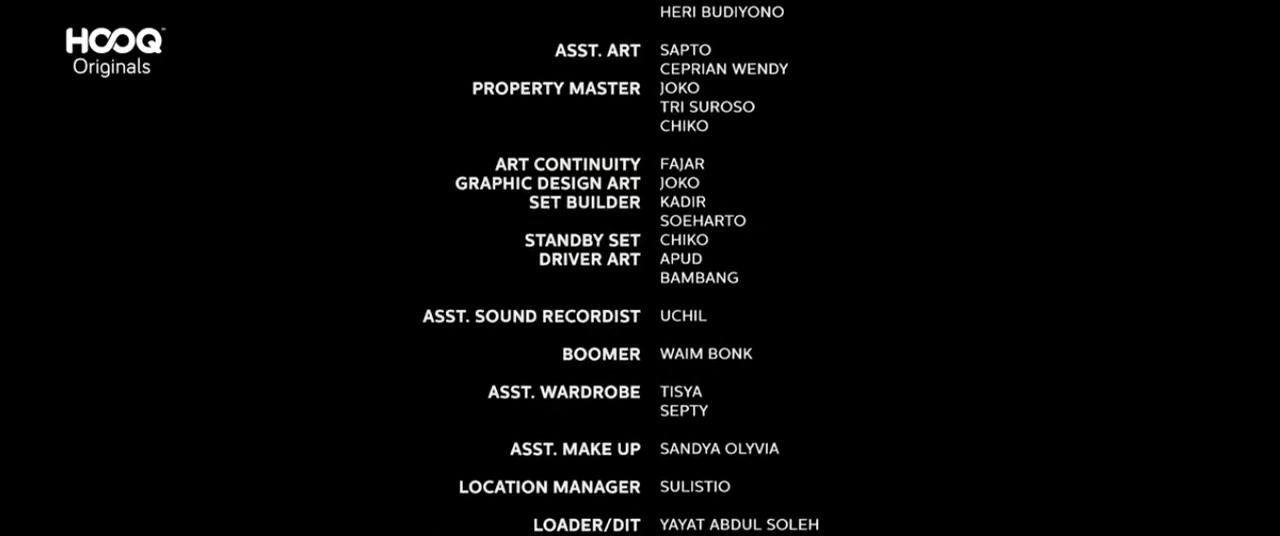 HOOQ™
Originals
HERI BUDIYONO
ASST. ART SAPTO
CEPRIAN WENDY
PROPERTY MASTER JOKO
TRI SUROSO
CHIKO
ART CONTINUITY FAJAR
GRAPHIC DESIGN ART JOKO
SET BUILDER KADIR
SOEHARTO
STANDBY SET CHIKO
DRIVER ART APUD
BAMBANG
ASST. SOUND RECORDIST UCHIL
BOOMER WAIM BONK
ASST. WARDROBE TISYA
SEPTY
ASST. MAKE UP SANDYA OLYVIA
LOCATION MANAGER SULISTIO
LOADER/DIT YAYAT ABDUL SOLEH